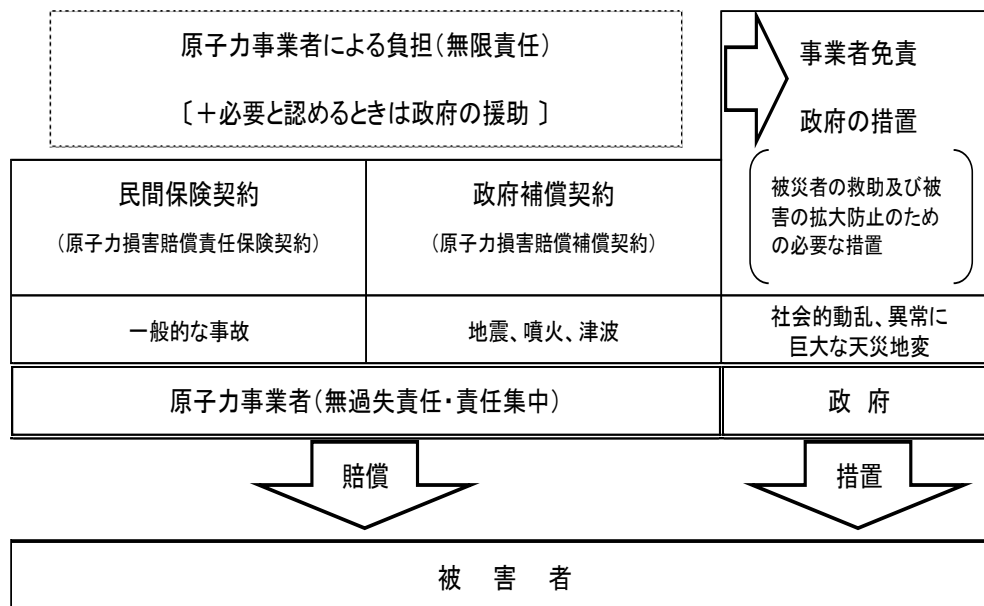 原子力事業者による負担（無限責任）
〔＋必要と認めるときは政府の援助 〕
事業者免責
政府の措置
被災者の救助及び被
害の拡大防止のため
の必要な措置
民間保険契約
（原子力損害賠償責任保険契約）
政府補償契約
（原子力損害賠償補償契約）
一般的な事故
地震、噴火、津波
社会的動乱、異常に
巨大な天災地変
原子力事業者（無過失責任・責任集中）
政 府
賠償
措置
被 害 者